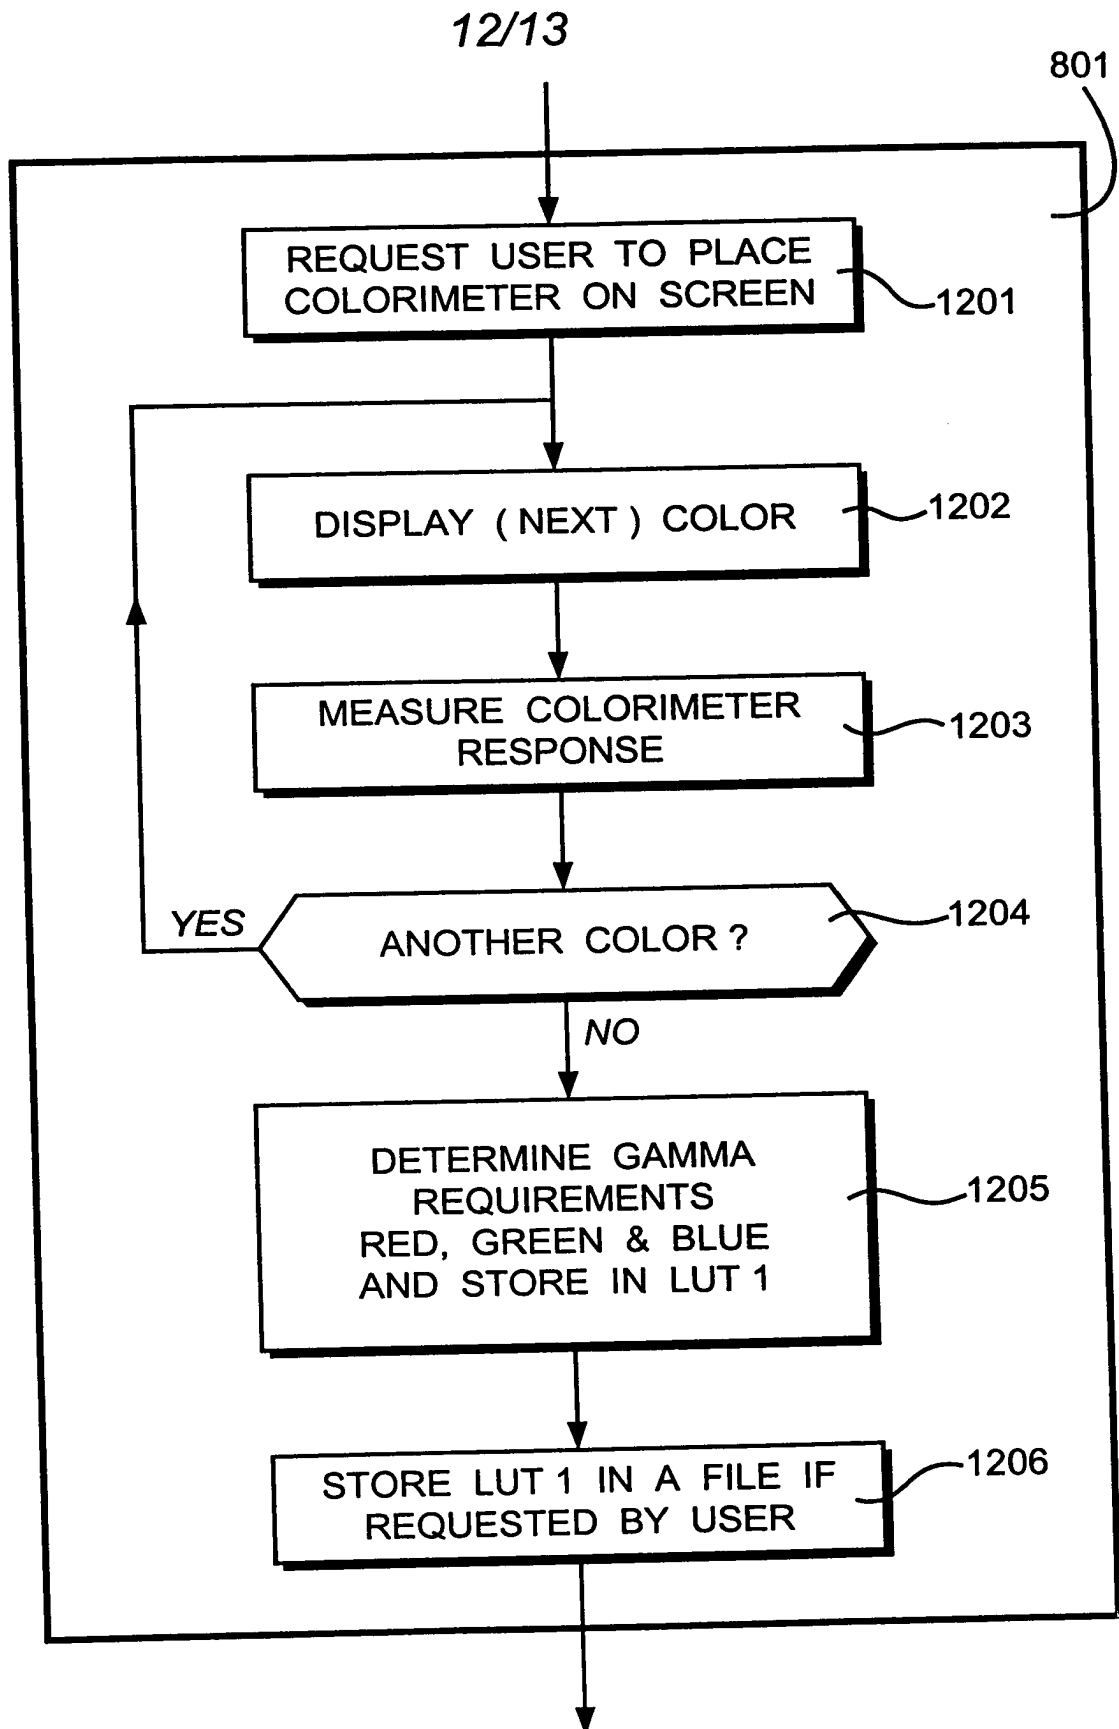 12/13
801
REQUEST USER TO PLACE
COLORIMETER ON SCREEN
1201
DISPLAY ( NEXT ) COLOR
1202
MEASURE COLORIMETER
RESPONSE
1203
YES
ANOTHER COLOR ?
1204
NO
DETERMINE GAMMA
REQUIREMENTS
RED, GREEN & BLUE
AND STORE IN LUT 1
1205
STORE LUT 1 IN A FILE IF
REQUESTED BY USER
1206